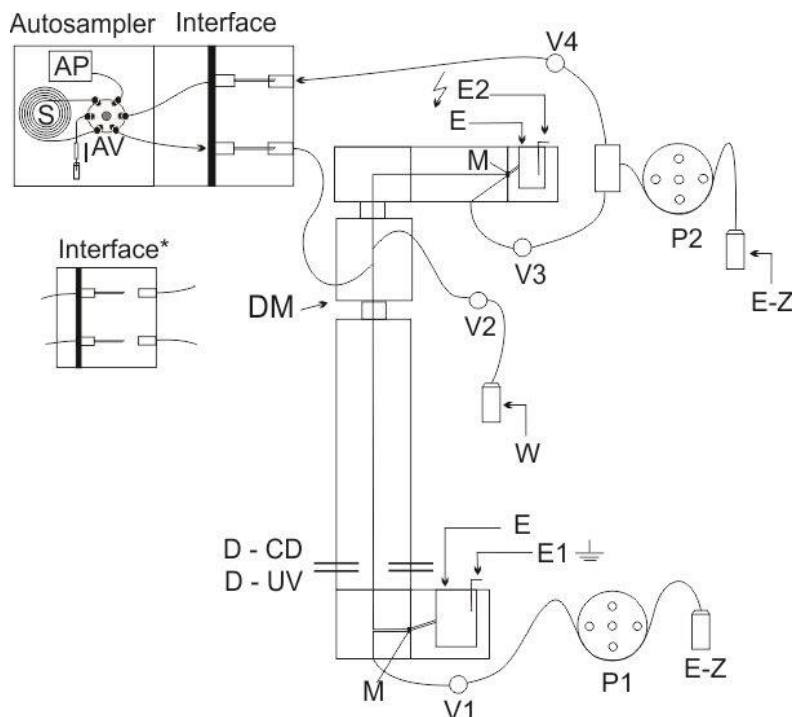 Autosampler Interface
V4
AP
S
AV
I
E2
E
M
P2
Interface*
V3
E-Z
DM
V2
W
E
D - CD
E1
D - UV
P1
E-Z
M
V1